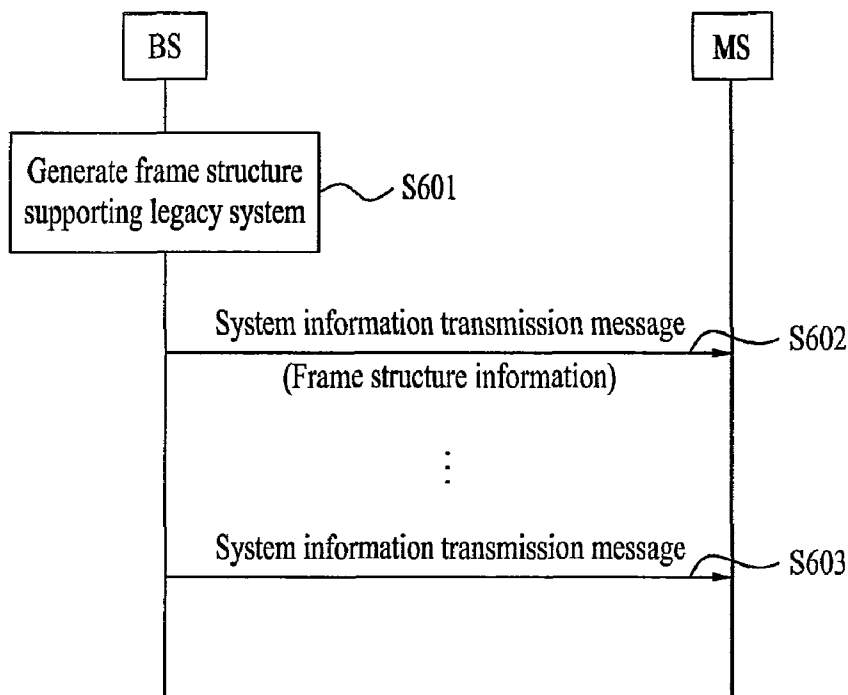 BS
MS
Generate frame structure
supporting legacy system
S601
System information transmission message
S602
(Frame structure information)
System information transmission message
S603